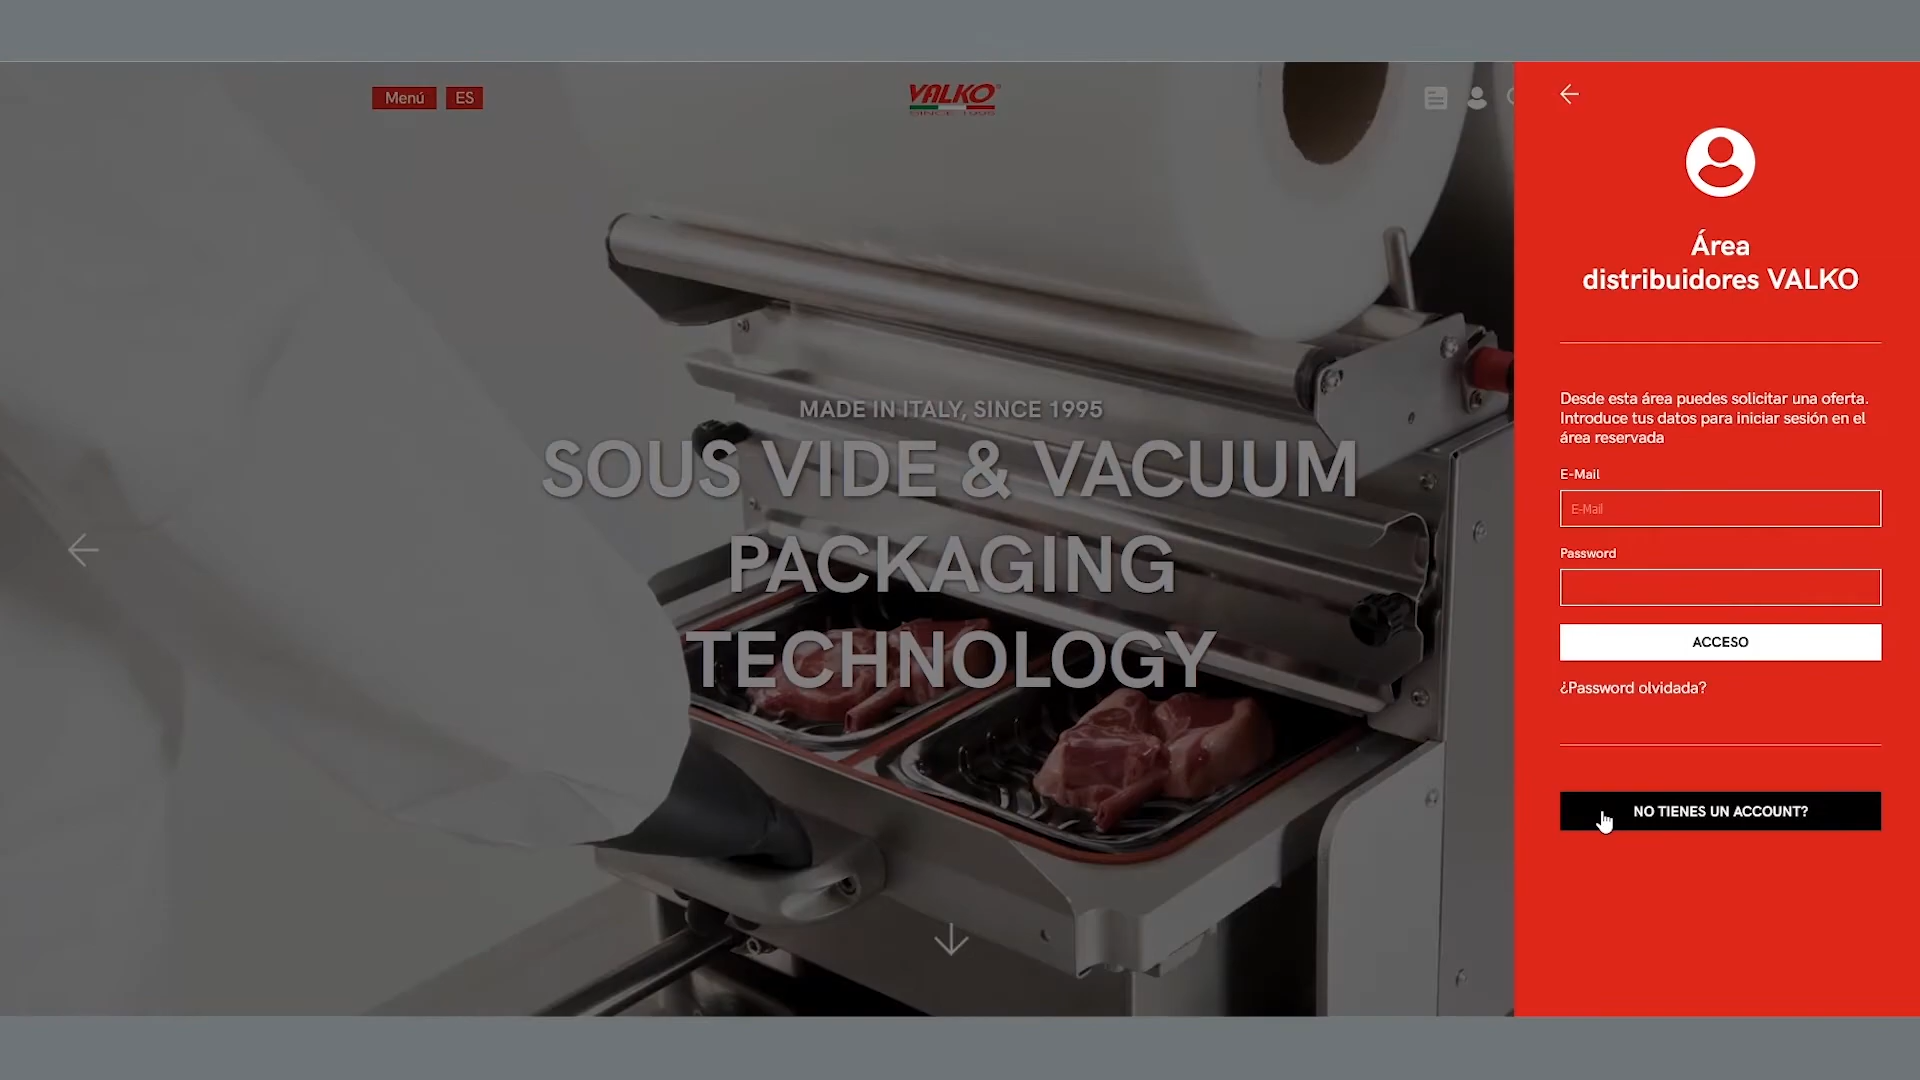 Menú ES
VALKO
SINCE 1995
MADE IN ITALY, SINCE 1995
SOUS VIDE & VACUUM
PACKAGING
TECHNOLOGY
Área
distribuidores VALKO
Desde esta área puedes solicitar una oferta.
Introduce tus datos para iniciar sesión en el
área reservada
E-Mail
E-Mail
Password
ACCESO
¿Password olvidada?
NO TIENES UN ACCOUNT?